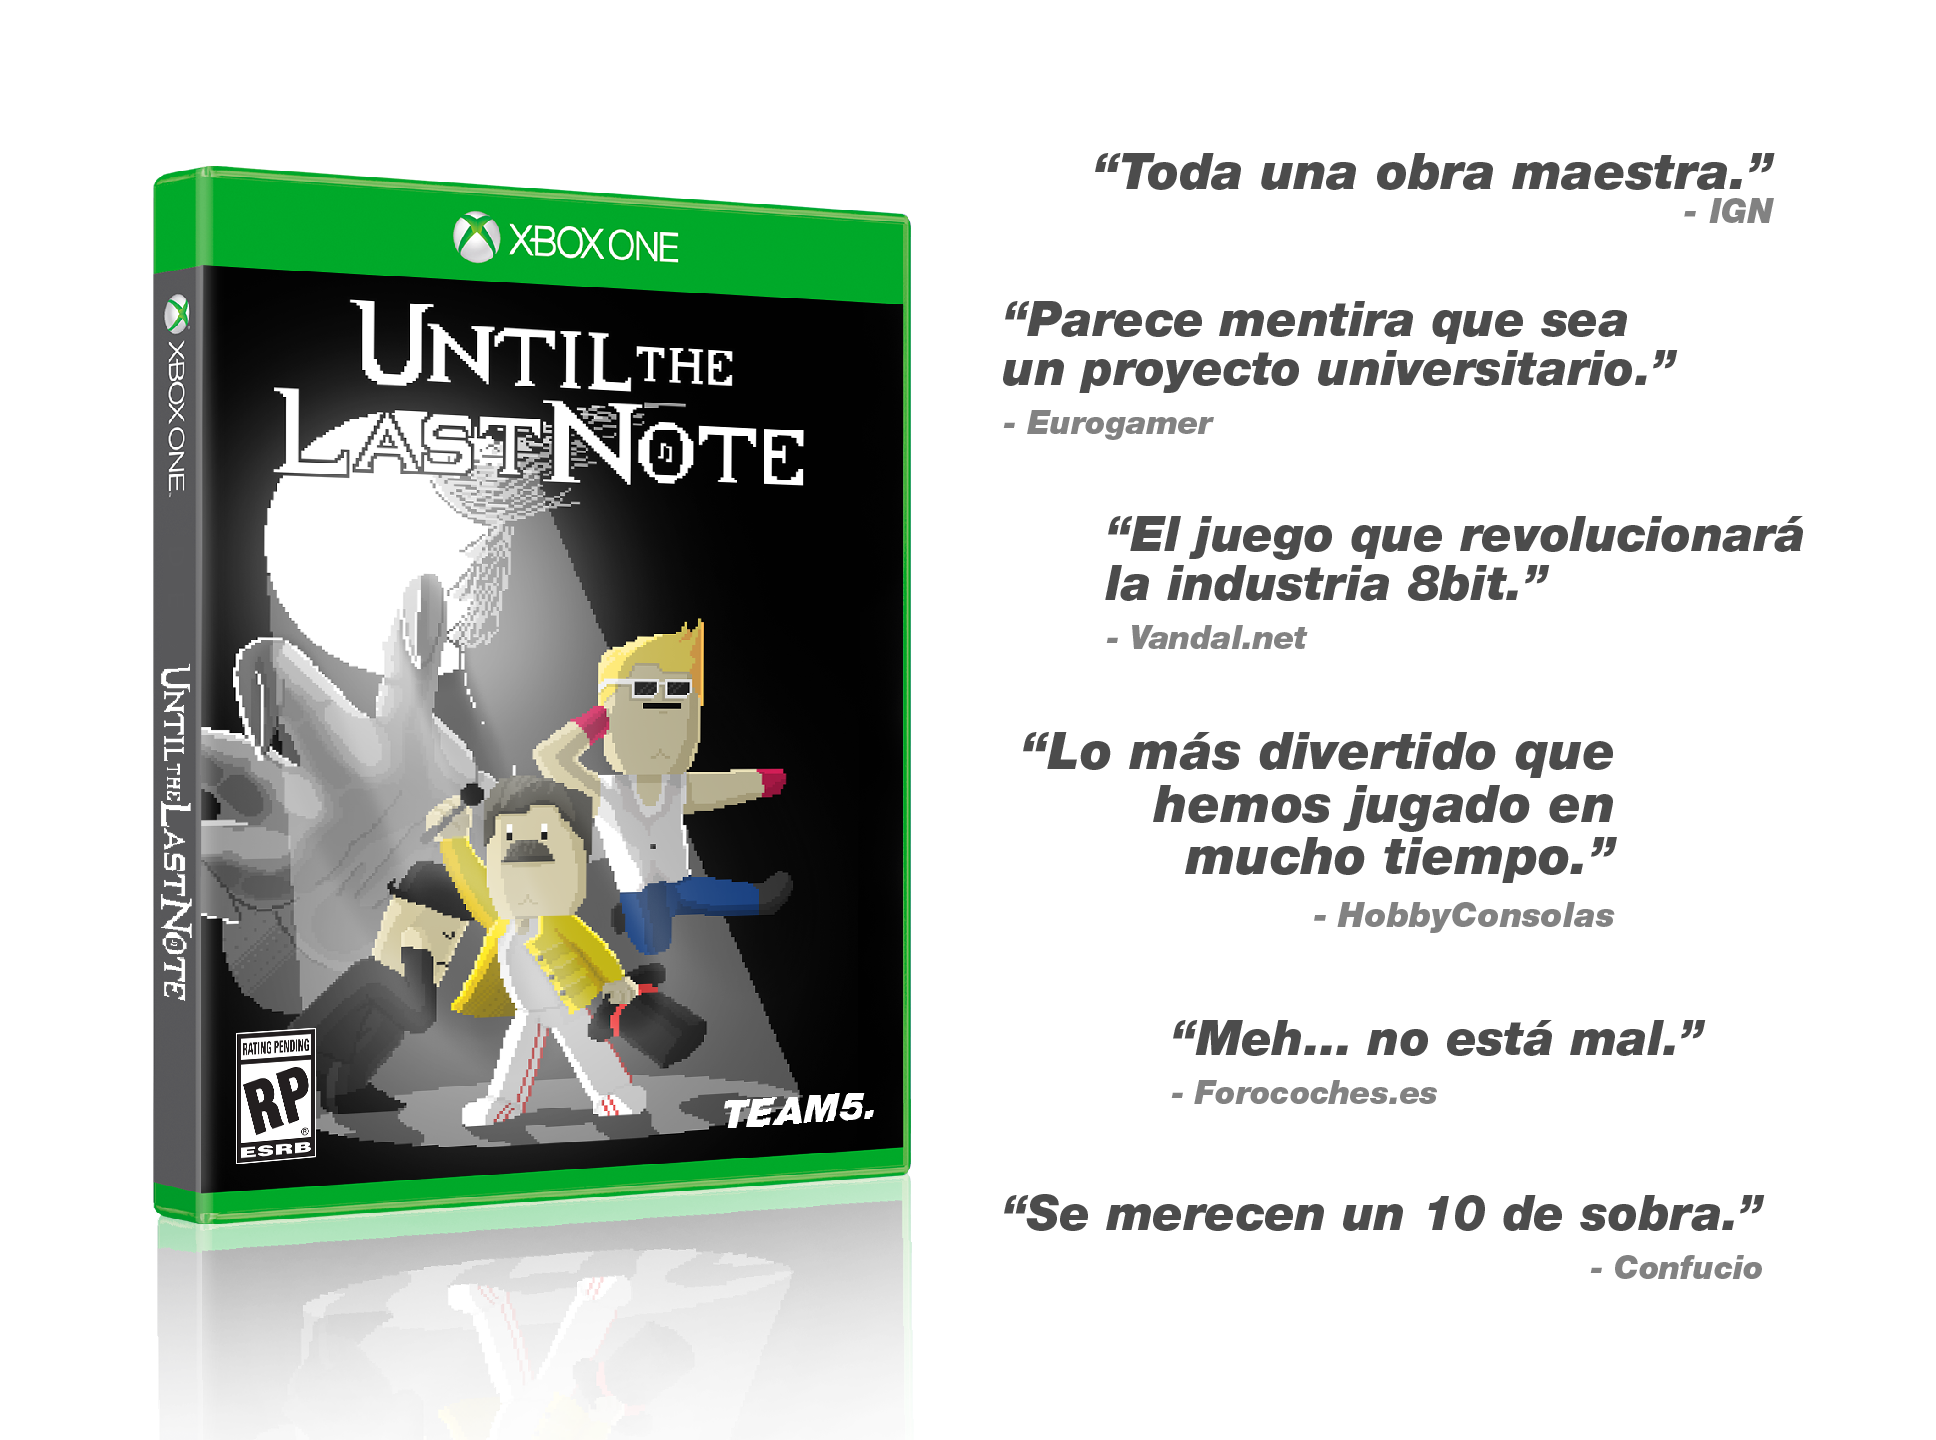 XBOX ONE
UNTIL THE
LAST NOTE
TEAM5.
RATING PENDING
RP
®
ESRB
XBOX ONE™
UNTIL THE LAST NOTE
“Toda una obra maestra.”
- IGN
“Parece mentira que sea
un proyecto universitario.”
- Eurogamer
“El juego que revolucionará
la industria 8bit.”
- Vandal.net
“Lo más divertido que
hemos jugado en
mucho tiempo.”
- HobbyConsolas
“Meh... no está mal.”
- Forocoches.es
“Se merecen un 10 de sobra.”
- Confucio